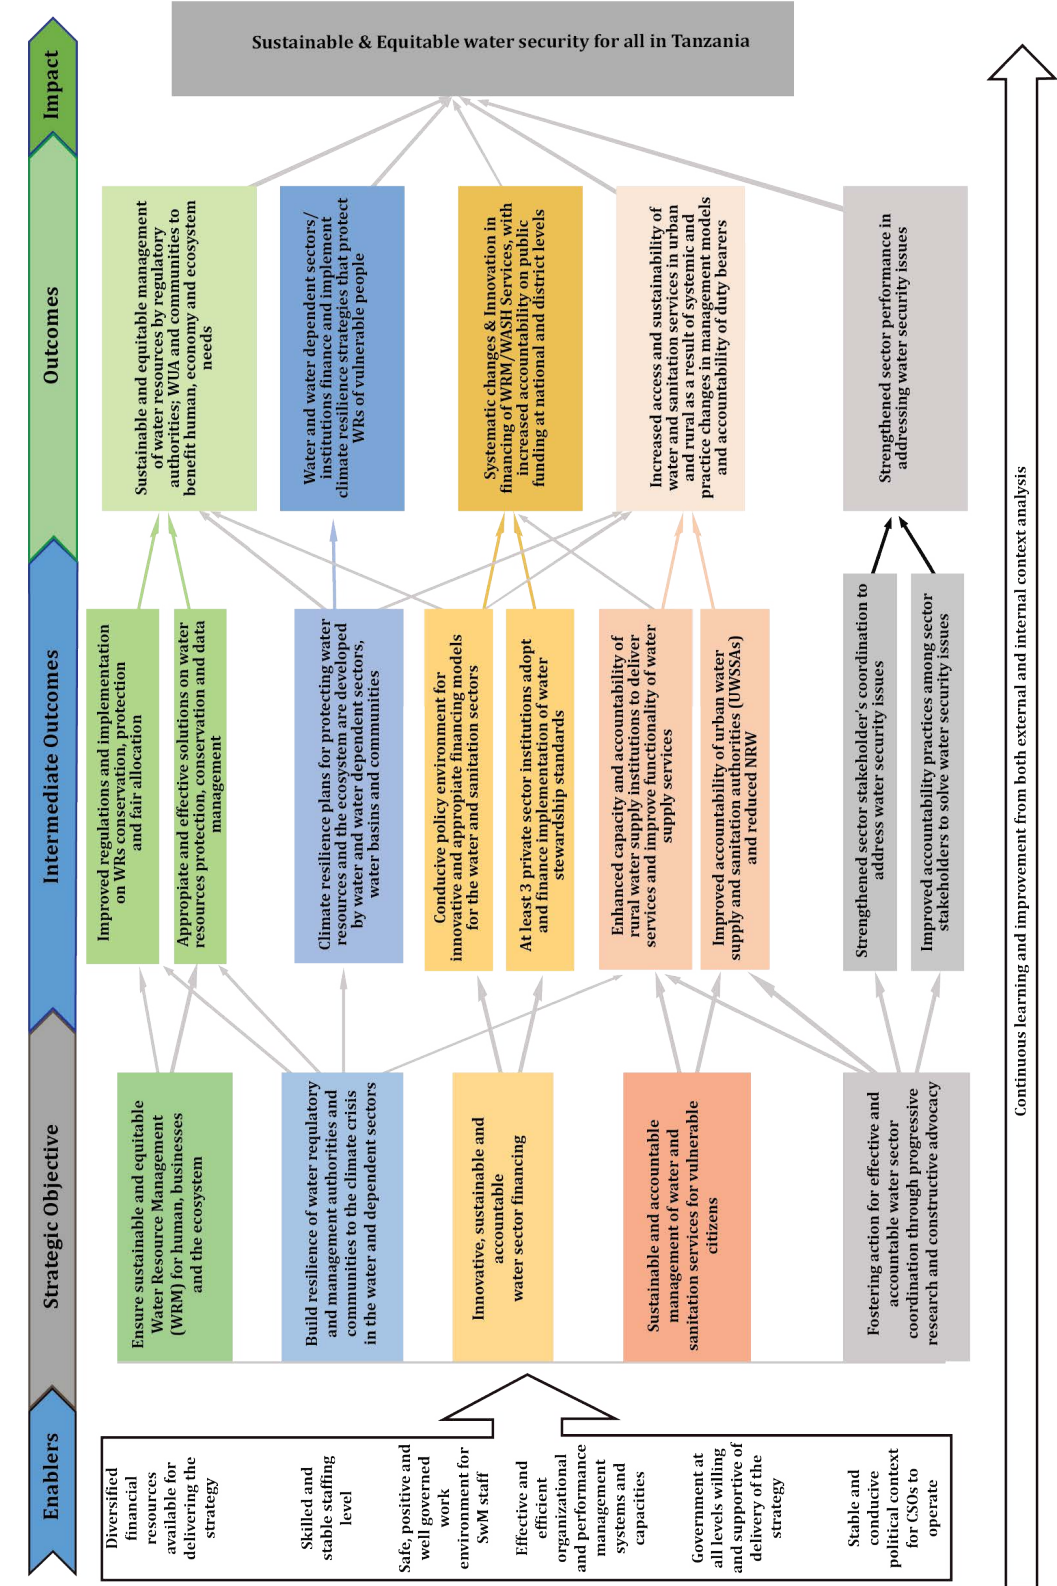 Sustainable & Equitable water security for all in Tanzania
Impact
Outcomes
Sustainable and equitable management
of water resources by regulatory
authorities; WUA and communities to
benefit human, economy and ecosystem
needs
Water and water dependent sectors/
institutions finance and implement
climate resilience strategies that protect
WRs of vulnerable people
Systematic changes & Innovation in
financing of WRM/WASH Services, with
increased accountability on public
funding at national and district levels
Increased access and sustainability of
water and sanitation services in urban
and rural as a result of systemic and
practice changes in management models
and accountability of duty bearers
Strengthened sector performance in
addressing water security issues
Intermediate Outcomes
Improved regulations and implementation
on WRs conservation, protection
and fair allocation
Appropiate and effective solutions on water
resources protection, conservation and data
management
Climate resilience plans for protecting water
resources and the ecosystem are developed
by water and water dependent sectors,
water basins and communities
Conducive policy environment for
innovative and appropiate financing models
for the water and sanitation sectors
At least 3 private sector institutions adopt
and finance implementation of water
stewardship standards
Enhanced capacity and accountability of
rural water supply institutions to deliver
services and improve functionality of water
supply services
Improved accountability of urban water
supply and sanitation authorities (UWSSAs)
and reduced NRW
Strengthened sector stakeholder's coordination to
address water security issues
Improved accountability practices among sector
stakeholders to solve water security issues
Strategic Objective
Ensure sustainable and equitable
Water Resource Management
(WRM) for human, businesses
and the ecosystem
Build resilience of water requlatory
and management authorities and
communities to the climate crisis
in the water and dependent sectors
Innovative, sustainable and
accountable
water sector financing
Sustainable and accountable
management of water and
sanitation services for vulnerable
citizens
Fostering action for effective and
accountable water sector
coordination through progressive
research and constructive advocacy
Enablers
Diversified
financial
resources
available for
delivering the
strategy
Skilled and
stable staffing
level
Safe, positive and
well governed
work
environment for
SwM staff
Effective and
efficient
organizational
and performance
management
systems and
capacities
Government at
all levels willing
and supportive of
delivery of the
strategy
Stable and
conducive
political context
for CSOs to
operate
Continuous learning and improvement from both external and internal context analysis